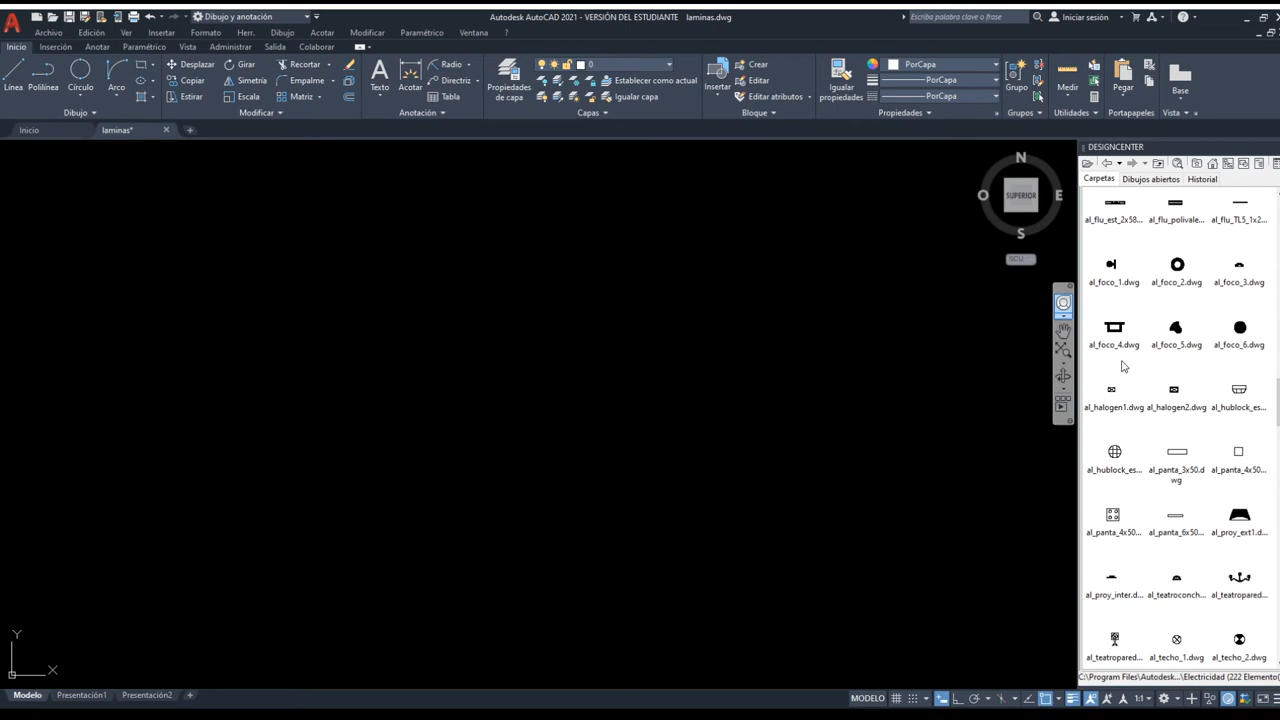 Dibujo y anotación
Autodesk AutoCAD 2021 - VERSIÓN DEL ESTUDIANTE laminas.dwg
Escriba palabra clave o frase
Iniciar sesión
Archivo Edición Ver Insertar Formato Herr. Dibujo Acotar Modificar Paramétrico Ventana ?
Inicio Inserción Anotar Paramétrico Vista Administrar Salida Colaborar
Línea Polilínea Círculo Arco
Desplazar Girar Recortar
Copiar Simetría Empalme
Estirar Escala Matriz
Texto Acotar
Radio
Directriz
Tabla
Propiedades de capa
0
Establecer como actual
Igualar capa
Insertar
Crear
Editar
Editar atributos
Igualar propiedades
PorCapa
PorCapa
PorCapa
Grupo Medir Pegar Base
Dibujo Modificar Anotación Capas Bloque Propiedades Grupos Utilidades Portapapeles Vista
Inicio laminas*
N
O SUPERIOR E
S
SCU
DESIGNCENTER
Carpetas Dibujos abiertos Historial
al_flu_est_2x58... al_flu_polivale... al_flu_TL5_1x2...
al_foco_1.dwg al_foco_2.dwg al_foco_3.dwg
al_foco_4.dwg al_foco_5.dwg al_foco_6.dwg
al_halogen1.dwg al_halogen2.dwg al_hublock_es...
al_hublock_es... al_panta_3x50.dwg al_panta_4x50...
al_panta_4x50... al_panta_6x50... al_proy_ext1.d...
al_proy_inter.d... al_teatroconch... al_teatropared...
al_teatropared... al_techo_1.dwg al_techo_2.dwg
C:\Program Files\Autodesk...\Electricidad (222 Elemento(
Y
X
Modelo Presentación1 Presentación2
MODELO
1:1